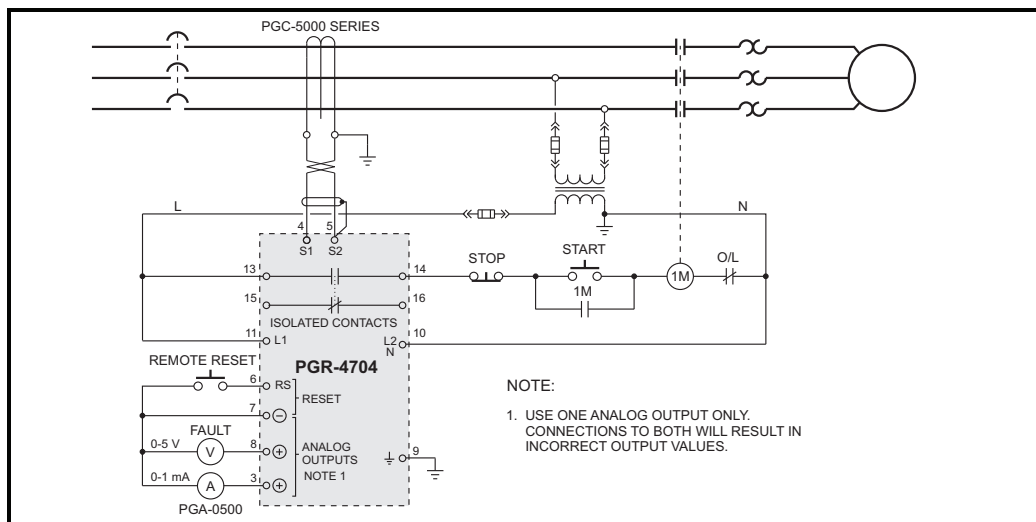 PGC-5000 SERIES
L
N
4
5
S1
S2
STOP
START
O/L
13
14
1M
1M
15
16
ISOLATED CONTACTS
11
L1
L2
N
10
REMOTE RESET
PGR-4704
6
RS
RESET
7
FAULT
0-5 V
V
8
ANALOG
OUTPUTS
NOTE 1
9
0-1 mA
A
3
PGA-0500
NOTE:
1. USE ONE ANALOG OUTPUT ONLY.
CONNECTIONS TO BOTH WILL RESULT IN
INCORRECT OUTPUT VALUES.